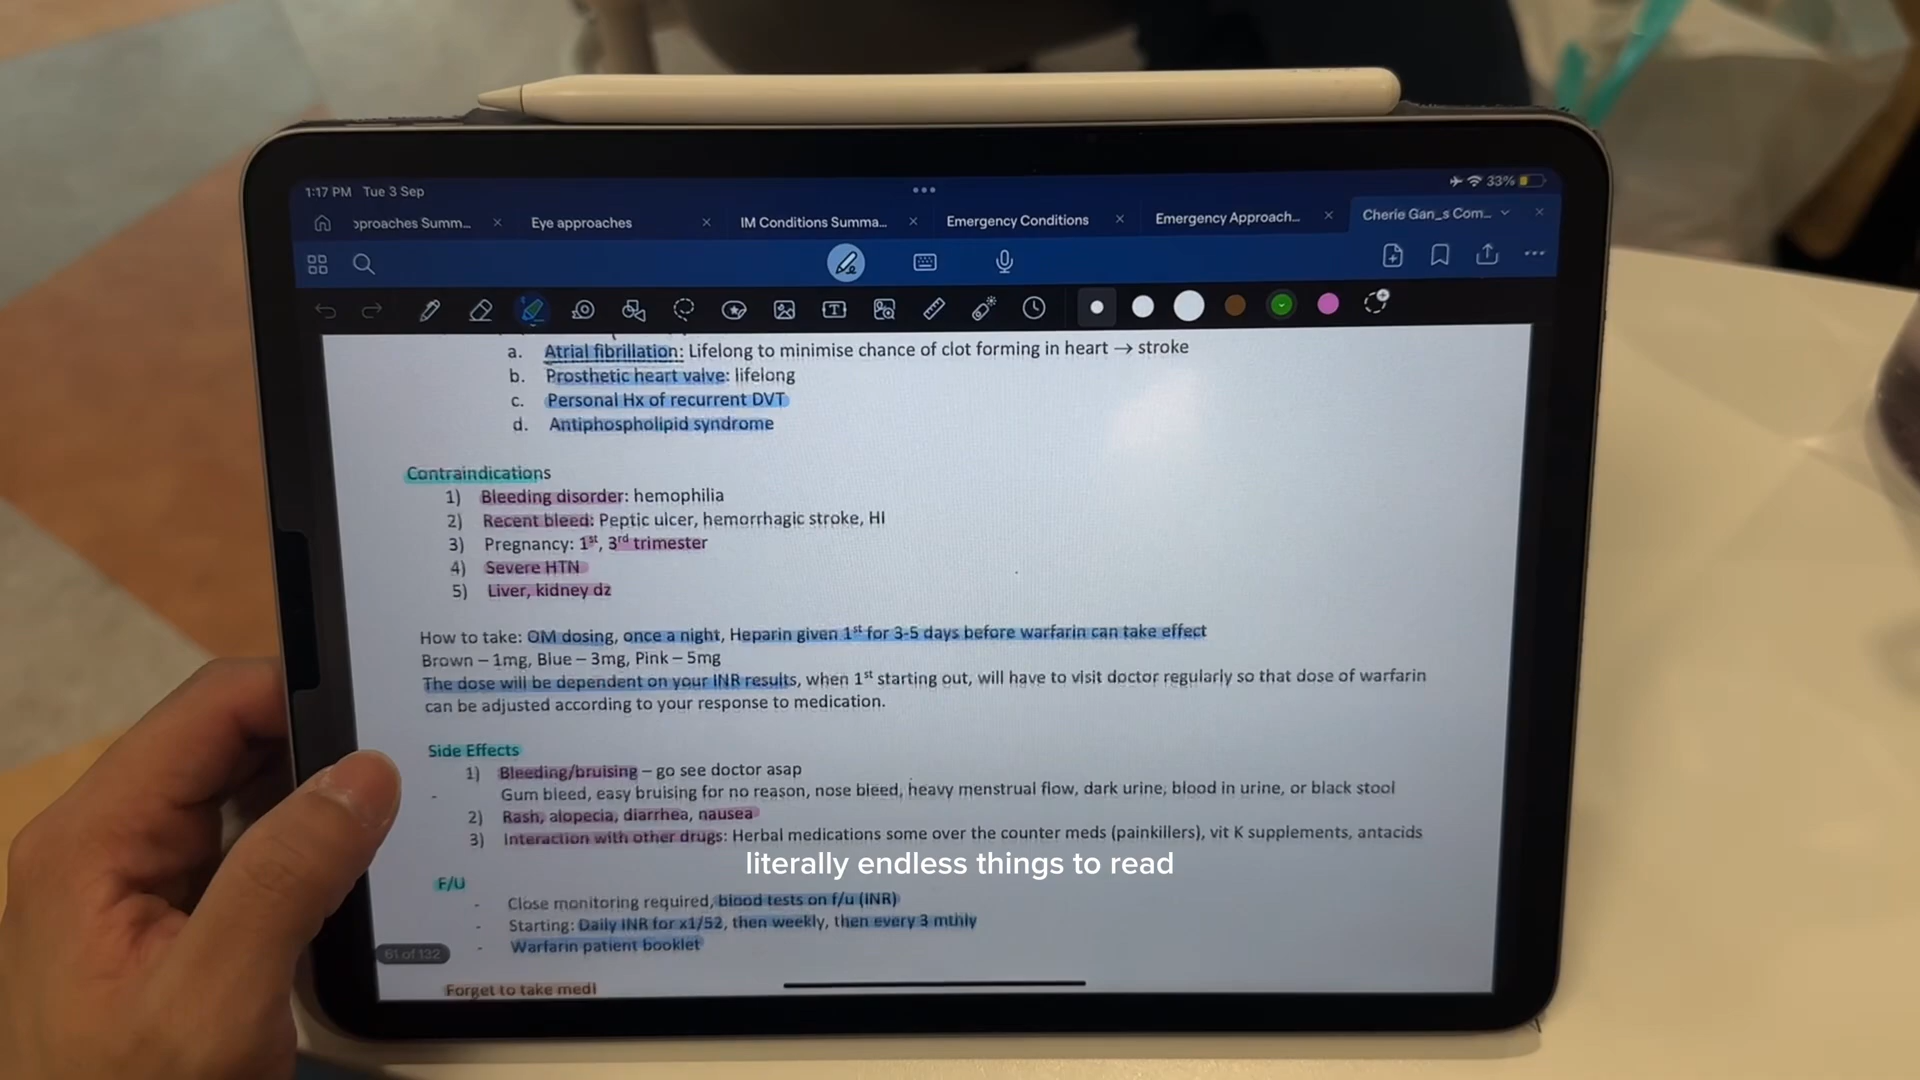 1:17 PM Tue 3 Sep
33%
pproaches Summ...
Eye approaches
IM Conditions Summa...
Emergency Conditions
Emergency Approach...
Cherie Gan_s Com...
a. Atrial fibrillation: Lifelong to minimise chance of clot forming in heart → stroke
b. Prosthetic heart valve: lifelong
c. Personal Hx of recurrent DVT
d. Antiphospholipid syndrome
Contraindications
1) Bleeding disorder: hemophilia
2) Recent bleed: Peptic ulcer, hemorrhagic stroke, HI
3) Pregnancy: 1st, 3rd trimester
4) Severe HTN
5) Liver, kidney dz
How to take: OM dosing, once a night, Heparin given 1st for 3-5 days before warfarin can take effect
Brown – 1mg, Blue – 3mg, Pink – 5mg
The dose will be dependent on your INR results, when 1st starting out, will have to visit doctor regularly so that dose of warfarin
can be adjusted according to your response to medication.
Side Effects
1) Bleeding/bruising – go see doctor asap
- Gum bleed, easy bruising for no reason, nose bleed, heavy menstrual flow, dark urine, blood in urine, or black stool
2) Rash, alopecia, diarrhea, nausea
3) Interaction with other drugs: Herbal medications some over the counter meds (painkillers), vit K supplements, antacids
literally endless things to read
F/U
- Close monitoring required, blood tests on f/u (INR)
- Starting: Daily INR for x1/52, then weekly, then every 3 mthly
- Warfarin patient booklet
61 of 132
Forget to take med!